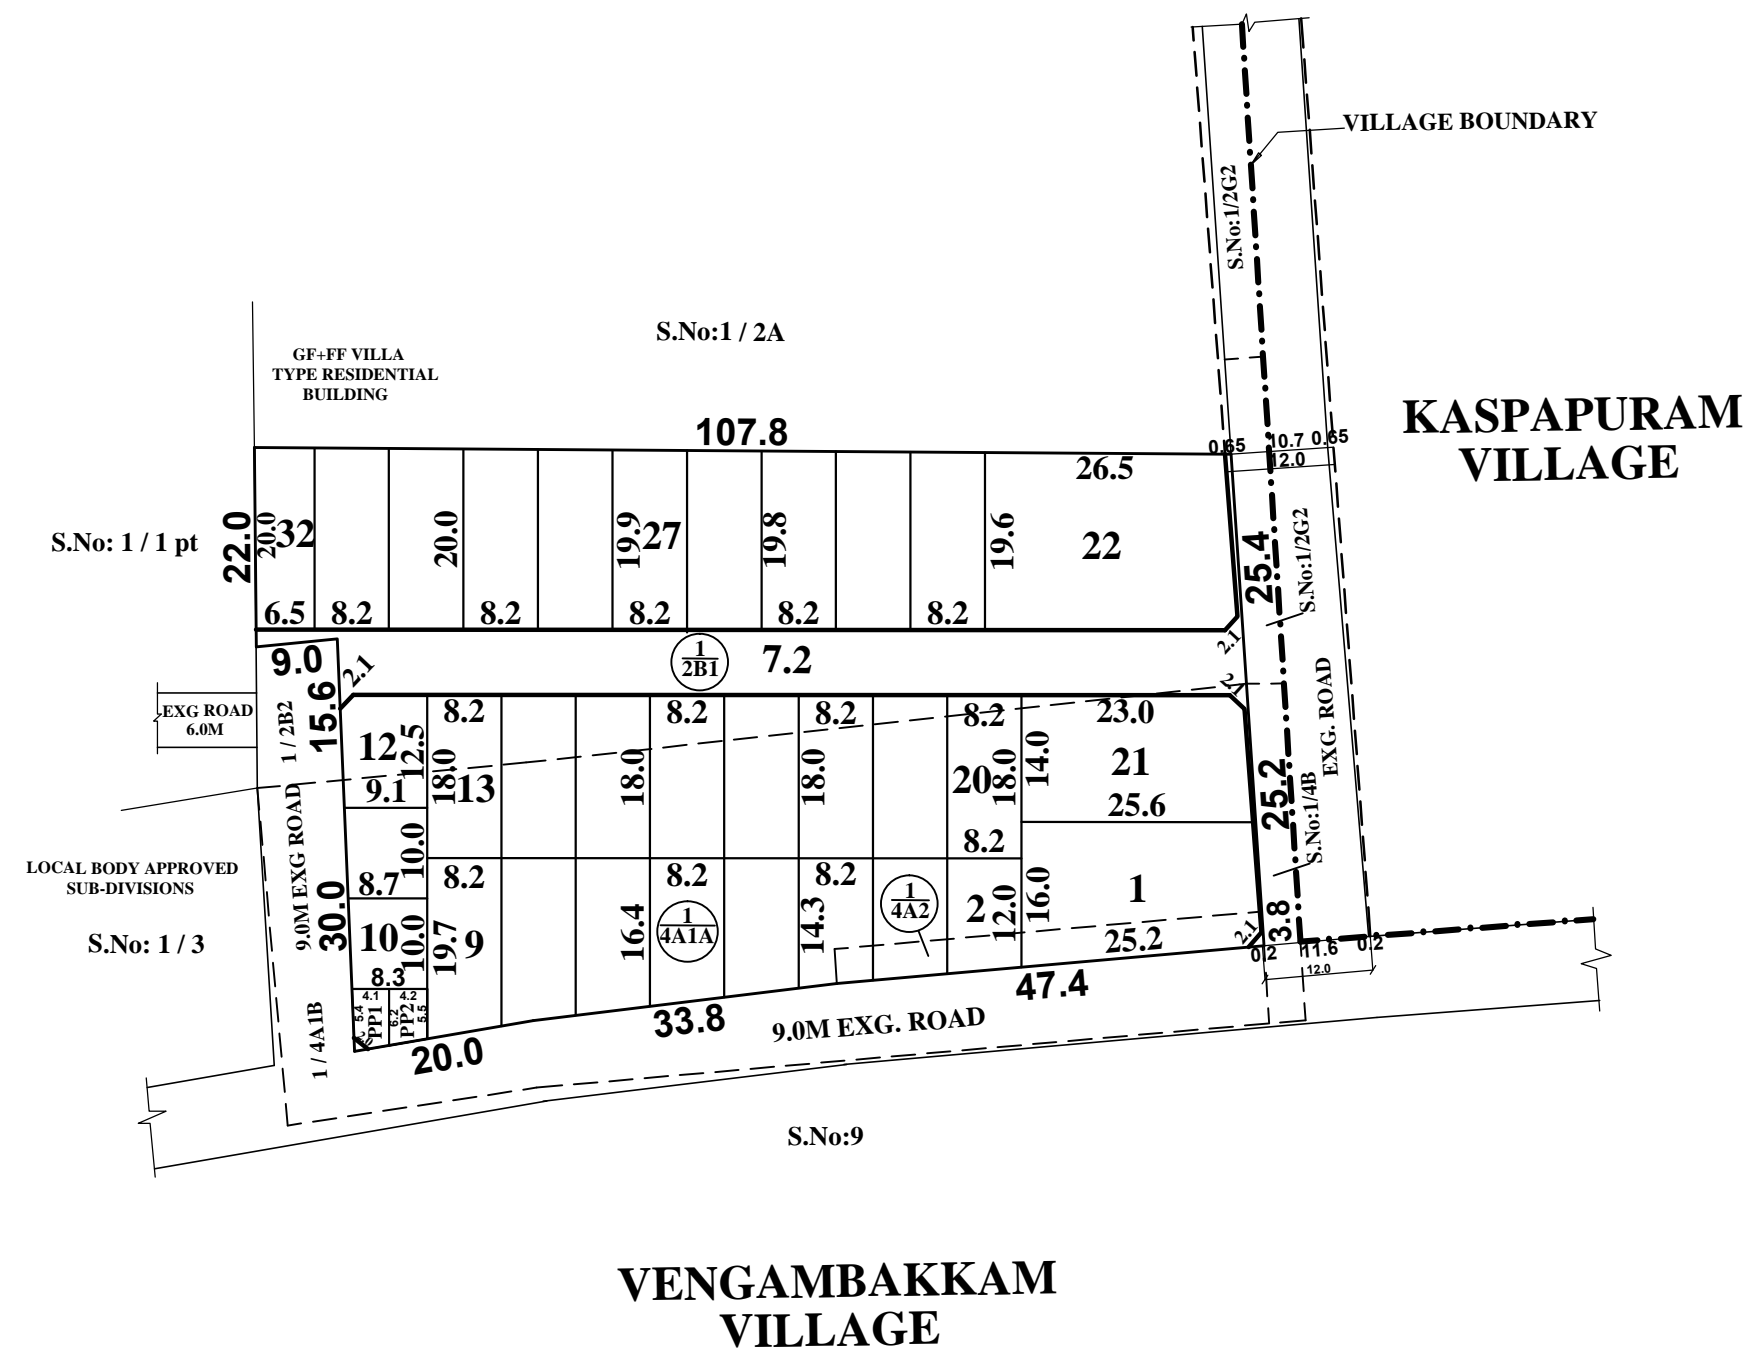 VILLAGE BOUNDARY
S.No:1/2G2
S.No:1 / 2A
GF+FF VILLA
TYPE RESIDENTIAL
BUILDING
KASPAPURAM
VILLAGE
107.8
0.65
10.7
0.65
12.0
26.5
S.No: 1 / 1 pt
22.0
20.0
32
20.0
19.9
27
19.8
19.6
22
25.4
S.No:1/2G2
6.5
8.2
8.2
8.2
8.2
8.2
2.1
9.0
2.1
1
2B1
7.2
2.1
EXG ROAD
6.0M
1 / 2B2
15.6
8.2
8.2
8.2
8.2
23.0
EXG. ROAD
12
12.5
18.0
13
18.0
18.0
20
18.0
14.0
21
25.2
9.1
25.6
S.No:1/4B
8.2
LOCAL BODY APPROVED
SUB-DIVISIONS
9.0M EXG ROAD
10.0
8.7
8.2
8.2
8.2
1
4A2
2
12.0
16.0
1
S.No: 1 / 3
30.0
10
10.0
19.7
9
16.4
1
4A1A
14.3
25.2
2.1
3.8
0.2
11.6
0.2
12.0
8.3
4.1
4.2
5.4
PP1
6.2
PP2
5.5
1 / 4A1B
20.0
33.8
47.4
9.0M EXG. ROAD
S.No:9
VENGAMBAKKAM
VILLAGE